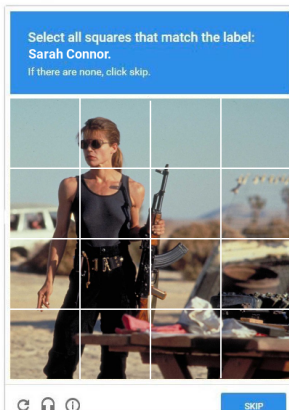 Select all squares that match the label:
Sarah Connor.
If there are none, click skip.
SKIP